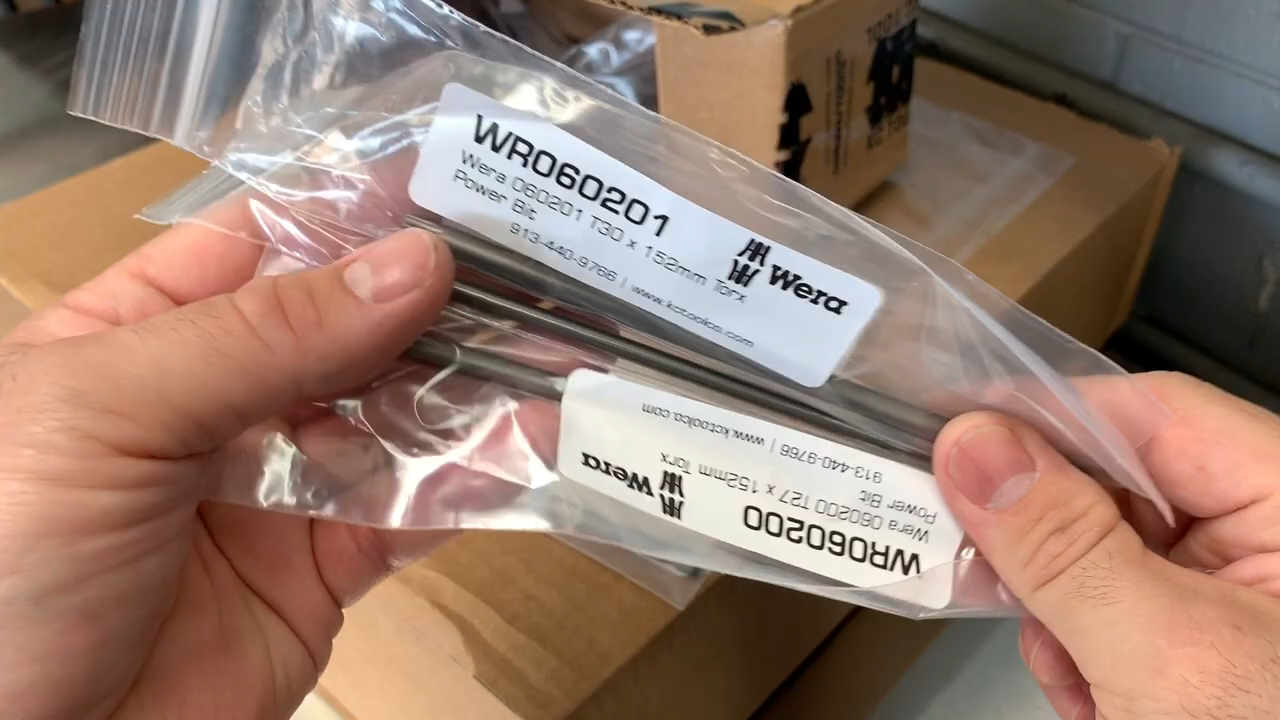 WR060201
Wera 060201 T30 x 152mm Torx
Power Bit
913-440-9766 | www.kctoolco.com
Wera
WR060200
Wera 060200 T27 x 152mm Torx
Power Bit
913-440-9766 | www.kctoolco.com
Wera